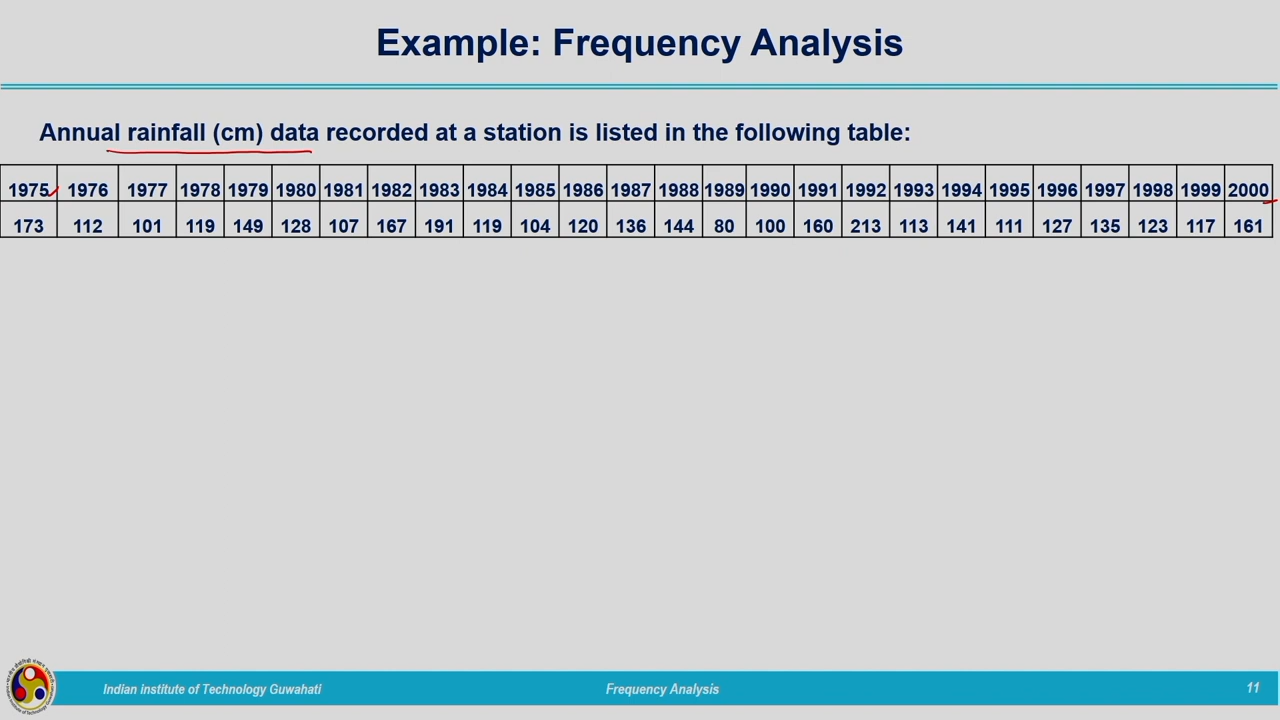 Example: Frequency Analysis
Annual rainfall (cm) data recorded at a station is listed in the following table:
1975 1976 1977 1978 1979 1980 1981 1982 1983 1984 1985 1986 1987 1988 1989 1990 1991 1992 1993 1994 1995 1996 1997 1998 1999 2000
173 112 101 119 149 128 107 167 191 119 104 120 136 144 80 100 160 213 113 141 111 127 135 123 117 161
Indian institute of Technology Guwahati Frequency Analysis 11